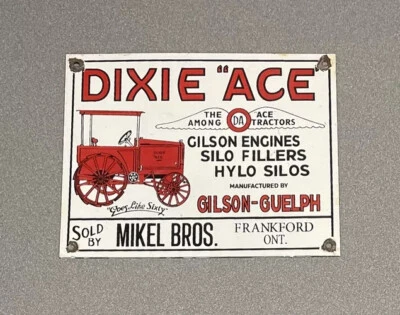 DIXIE "ACE"
THE DA ACE
AMONG TRACTORS
GILSON ENGINES
SILO FILLERS
HYLO SILOS
MANUFACTURED BY
GILSON-GUELPH
"Goes Like Sixty"
SOLD BY
MIKEL BROS.
FRANKFORD
ONT.